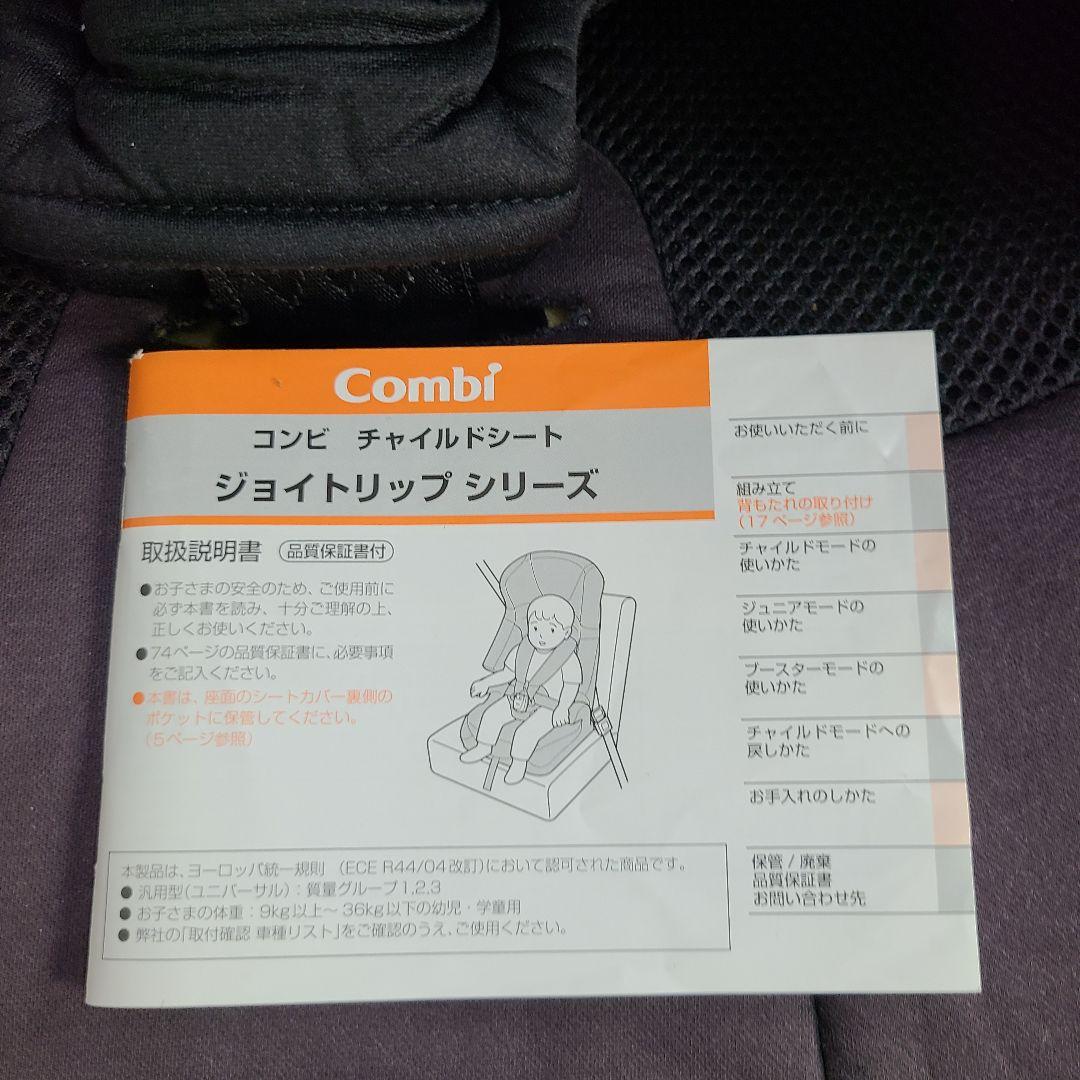 Combi
コンビ　チャイルドシート
ジョイトリップ シリーズ
取扱説明書 品質保証書付
●お子さまの安全のため、ご使用前に
必ず本書を読み、十分ご理解の上、
正しくお使いください。
●74ページの品質保証書に、必要事項
をご記入ください。
●本書は、座面のシートカバー裏側の
ポケットに保管してください。
（5ページ参照）
本製品は、ヨーロッパ統一規則　（ECE R44/04改訂）において認可された商品です。
●汎用型（ユニバーサル）：質量グループ1,2,3
●お子さまの体重：9kg以上～36kg以下の幼児・学童用
●弊社の「取付確認 車種リスト」をご確認のうえ、ご使用ください。
お使いいただく前に
組み立て
背もたれの取り付け
（17ページ参照）
チャイルドモードの
使いかた
ジュニアモードの
使いかた
ブースターモードの
使いかた
チャイルドモードへの
戻しかた
お手入れのしかた
保管 / 廃棄
品質保証書
お問い合わせ先